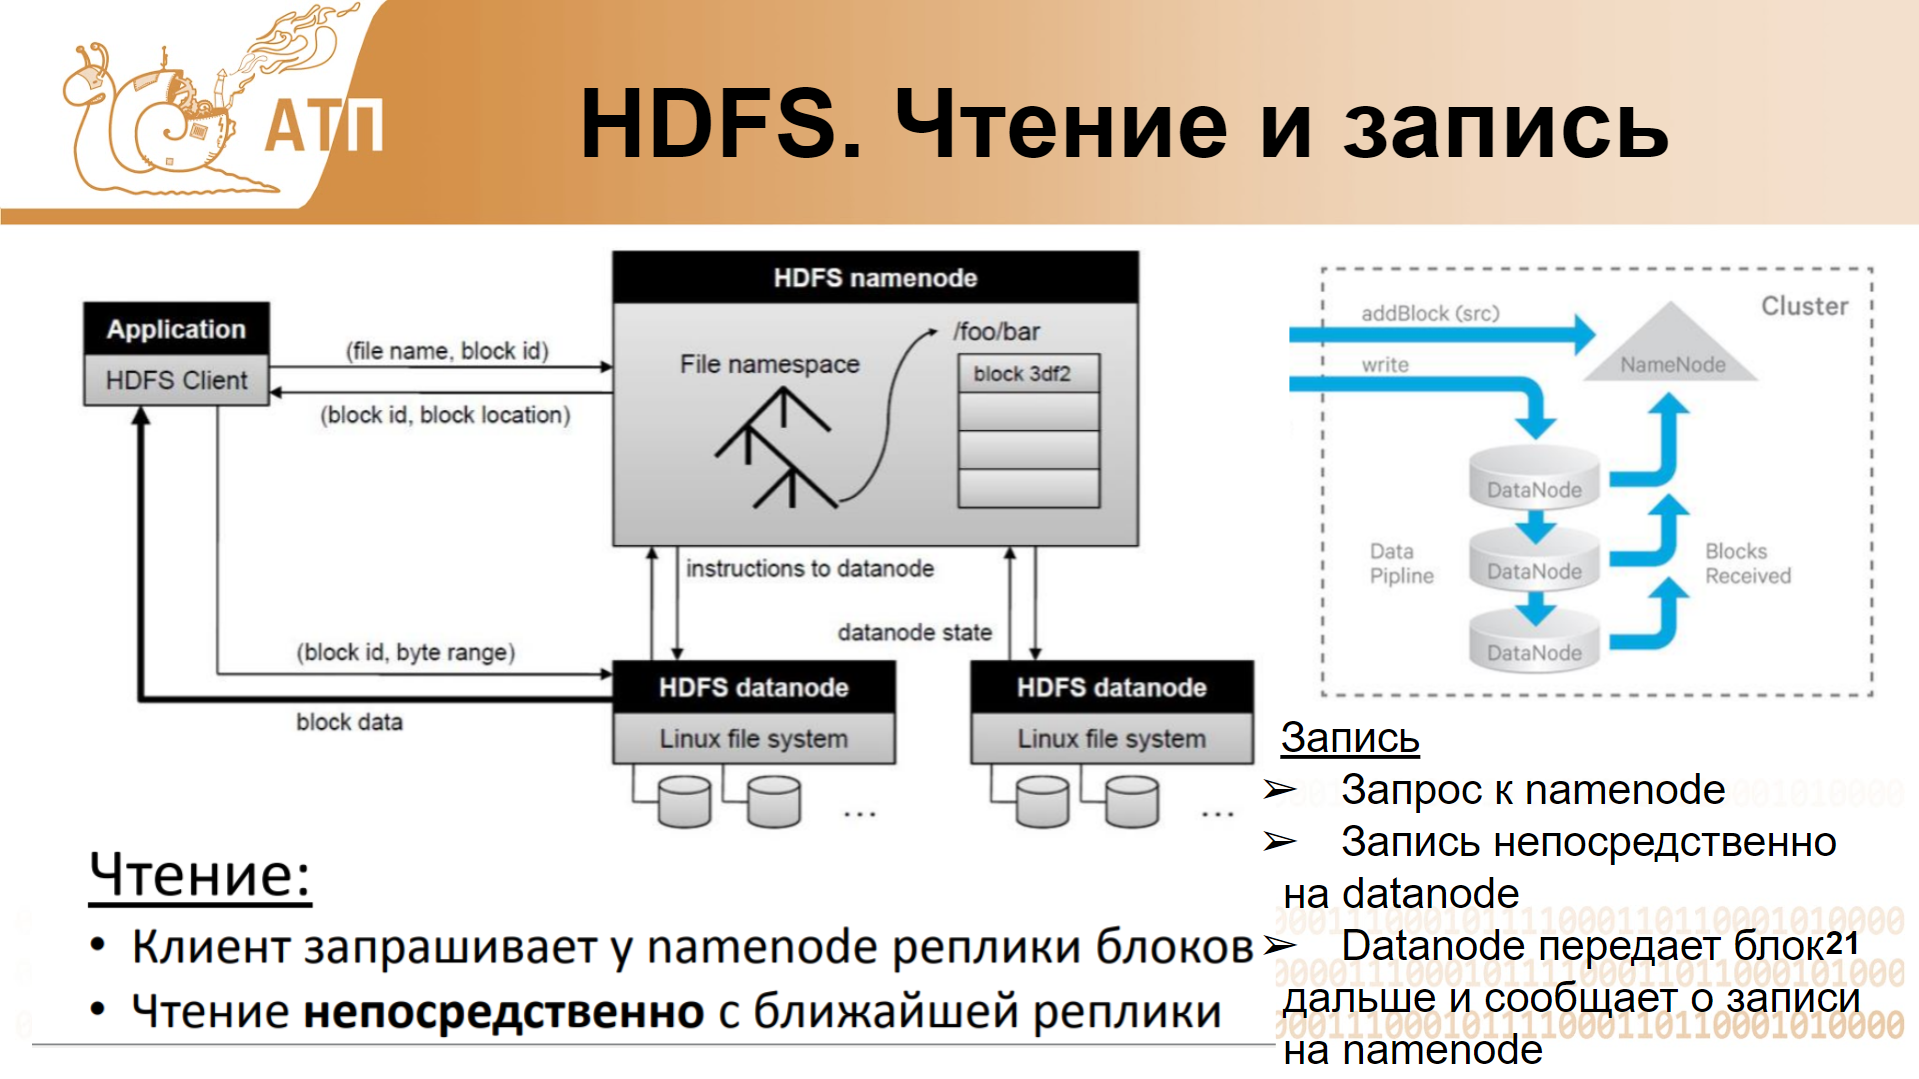 АТП
HDFS. Чтение и запись
HDFS namenode
Application
HDFS Client
(file name, block id)
(block id, block location)
File namespace
/foo/bar
block 3df2
instructions to datanode
datanode state
(block id, byte range)
block data
HDFS datanode
Linux file system
...
HDFS datanode
Linux file system
...
Cluster
addBlock (src)
write
NameNode
DataNode
DataNode
DataNode
Data
Pipline
Blocks
Received
Чтение:
• Клиент запрашивает у namenode реплики блоков
• Чтение непосредственно с ближайшей реплики
Запись
➢ Запрос к namenode
➢ Запись непосредственно
на datanode
➢ Datanode передает блок
дальше и сообщает о записи
на namenode
21